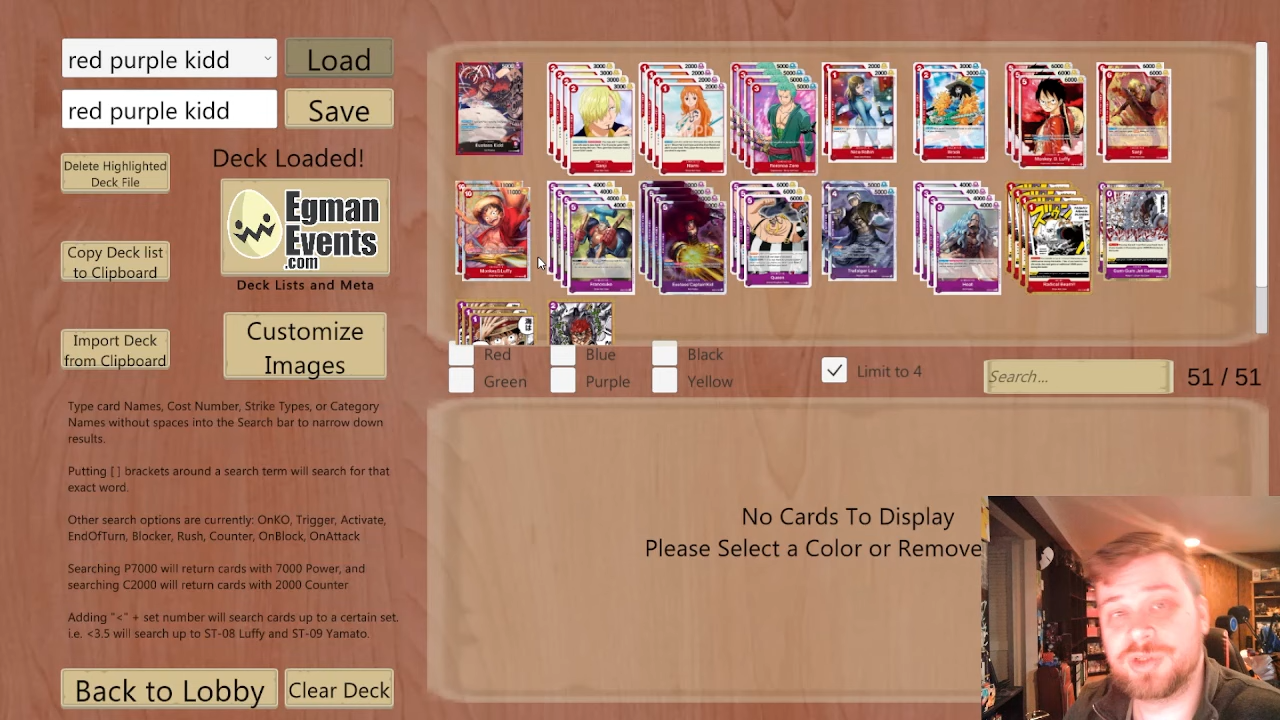 red purple kidd
Load
red purple kidd
Save
Deck Loaded!
Delete Highlighted
Deck File
Egman
Events
.com
Deck Lists and Meta
Copy Deck list
to Clipboard
Import Deck
from Clipboard
Customize
Images
Type card Names, Cost Number, Strike Types, or Category
Names without spaces into the Search bar to narrow down
results.
Putting [ ] brackets around a search term will search for that
exact word.
Other search options are currently: OnKO, Trigger, Activate,
EndOfTurn, Blocker, Rush, Counter, OnBlock, OnAttack
Searching P7000 will return cards with 7000 Power, and
searching C2000 will return cards with 2000 Counter
Adding "<" + set number will search cards up to a certain set.
i.e. <3.5 will search up to ST-08 Luffy and ST-09 Yamato.
Back to Lobby
Clear Deck
Red
Blue
Black
Green
Purple
Yellow
Limit to 4
Search...
51 / 51
No Cards To Display
Please Select a Color or Remove